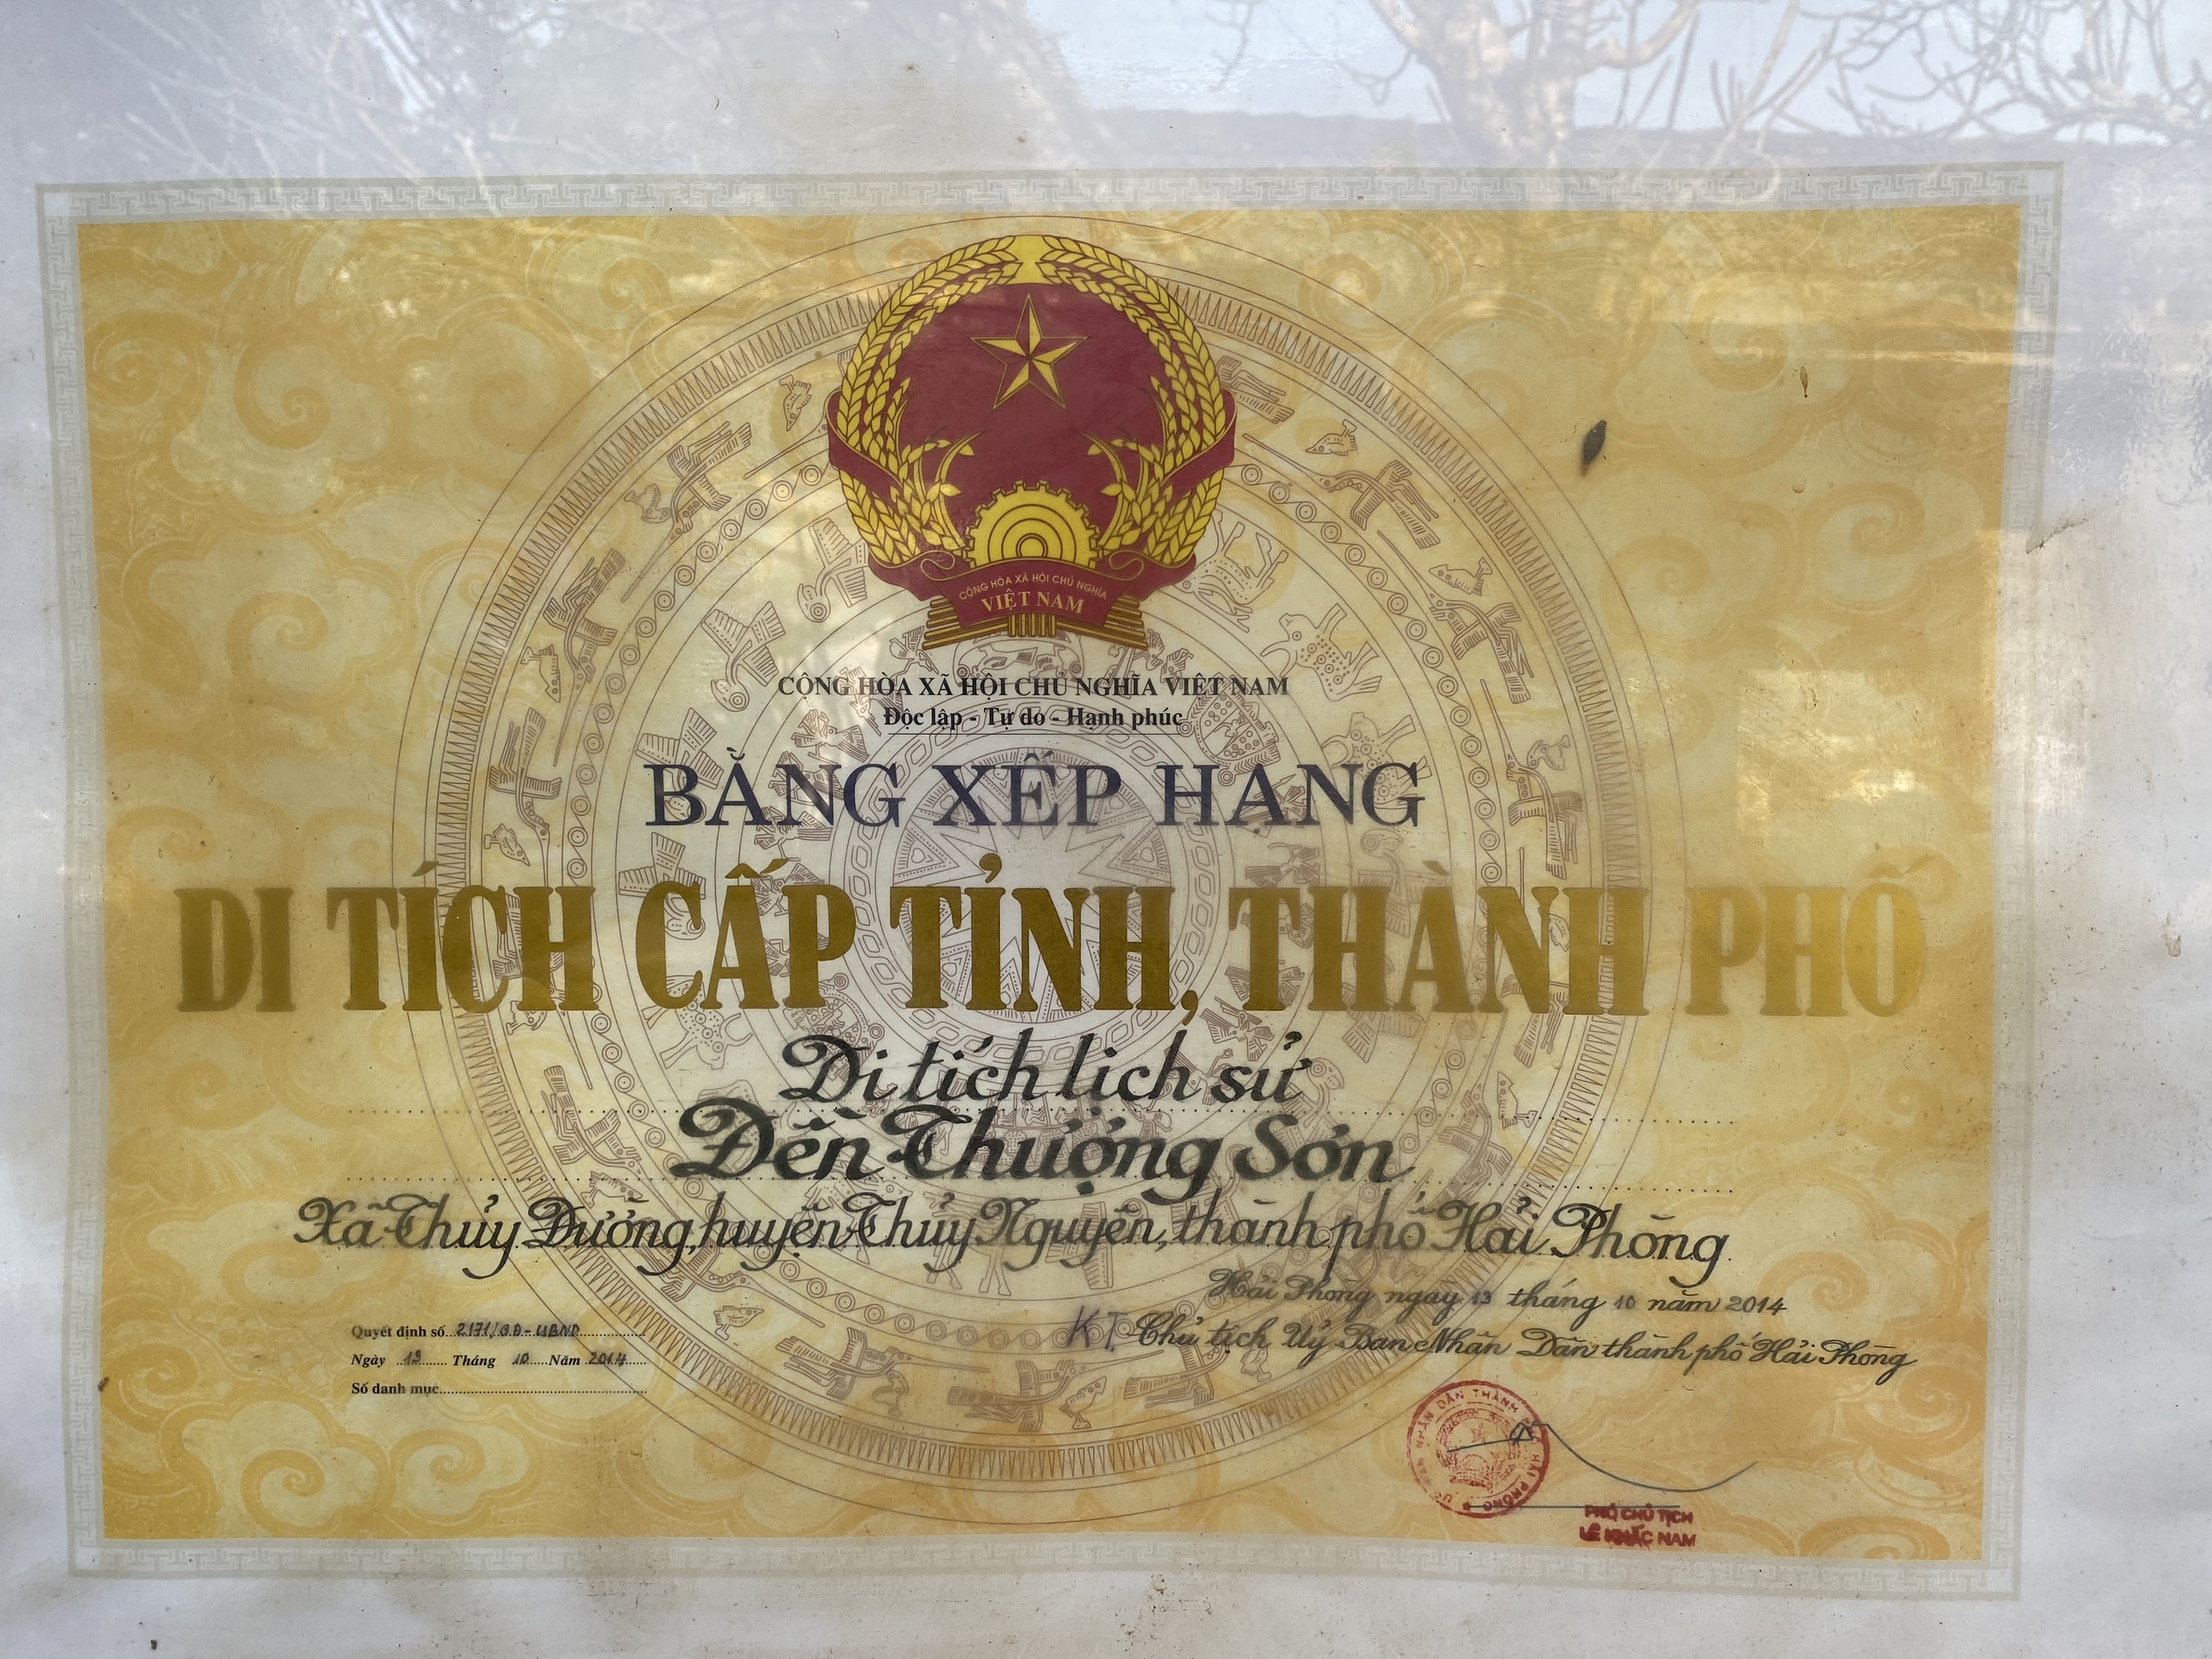 CỘNG HÒA XÃ HỘI CHỦ NGHĨA
VIỆT NAM
CỘNG HÒA XÃ HỘI CHỦ NGHĨA VIỆT NAM
Độc lập - Tự do - Hạnh phúc
BẰNG XẾP HẠNG
DI TÍCH CẤP TỈNH, THÀNH PHỐ
Di tích lịch sử
Đền Thượng Sơn
Xã Thủy Đường, huyện Thủy Nguyên, thành phố Hải Phòng
Hải Phòng ngày 13 tháng 10 năm 2014
KT. Chủ tịch Uỷ Ban Nhân Dân thành phố Hải Phòng
Quyết định số 2171/QĐ-UBND
Ngày 13 Tháng 10 Năm 2014
Số danh mục
PHÓ CHỦ TỊCH
LÊ KHẮC NAM